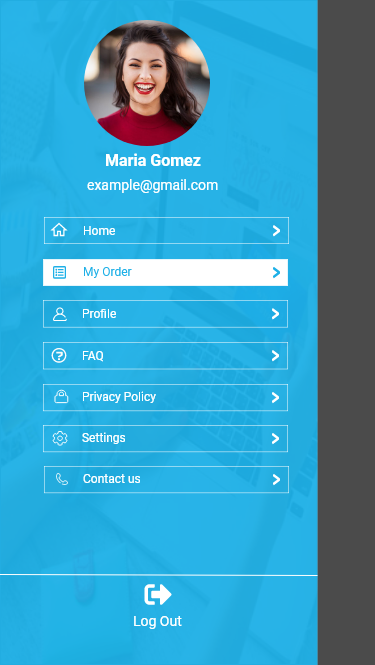 Maria Gomez
example@gmail.com
Home
My Order
Profile
FAQ
Privacy Policy
Settings
Contact us
Log Out